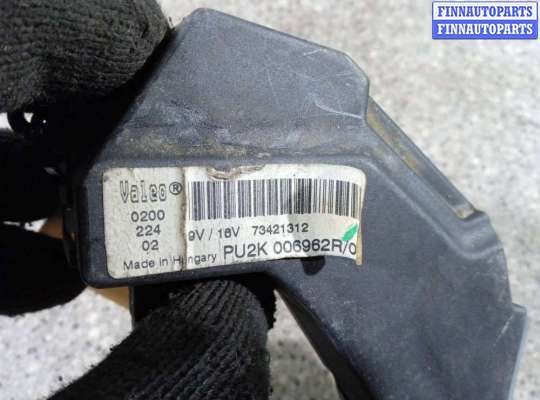 FINNAUTOPARTS
FINNAUTOPARTS
Valeo®
0200
224
02
9V / 16V 73421312
Made in Hungary
PU2K 006962R/0